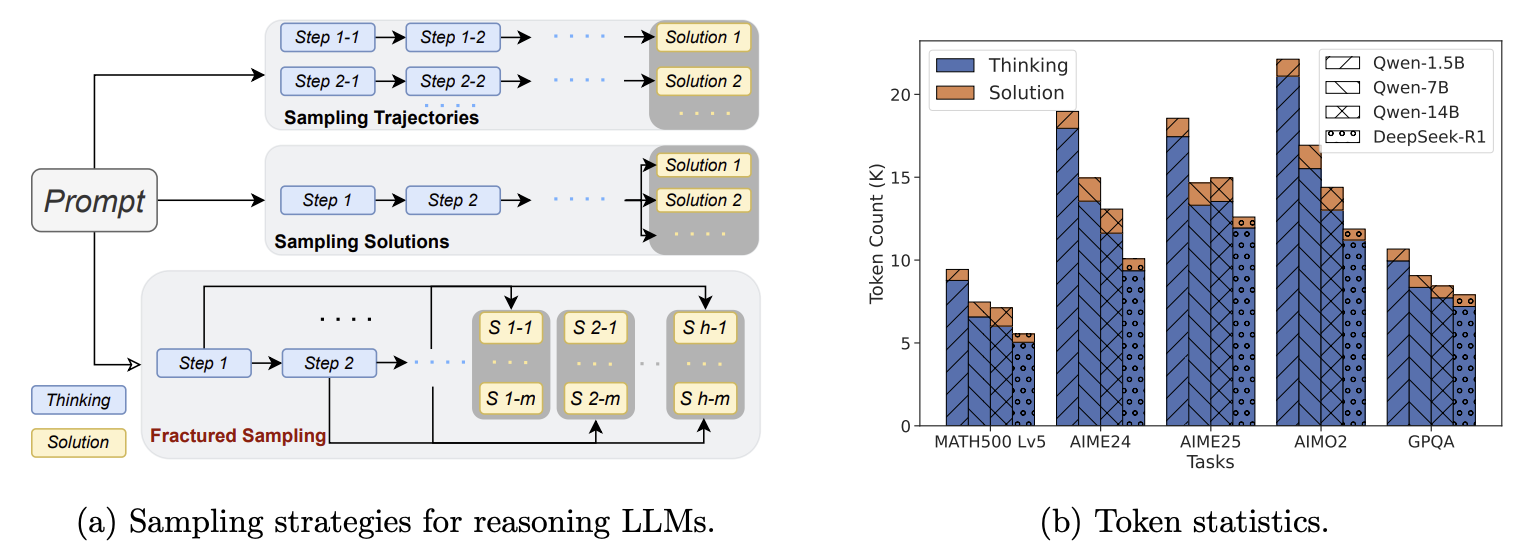 Step 1-1
Step 1-2
Solution 1
Step 2-1
Step 2-2
Solution 2
Sampling Trajectories
Prompt
Step 1
Step 2
Solution 1
Solution 2
Sampling Solutions
Step 1
Step 2
S 1-1
S 2-1
S h-1
S 1-m
S 2-m
S h-m
Fractured Sampling
Thinking
Solution
(a) Sampling strategies for reasoning LLMs.
Token Count (K)
20
15
10
5
0
Thinking
Solution
Qwen-1.5B
Qwen-7B
Qwen-14B
DeepSeek-R1
MATH500 Lv5
AIME24
AIME25
AIMO2
GPQA
Tasks
(b) Token statistics.